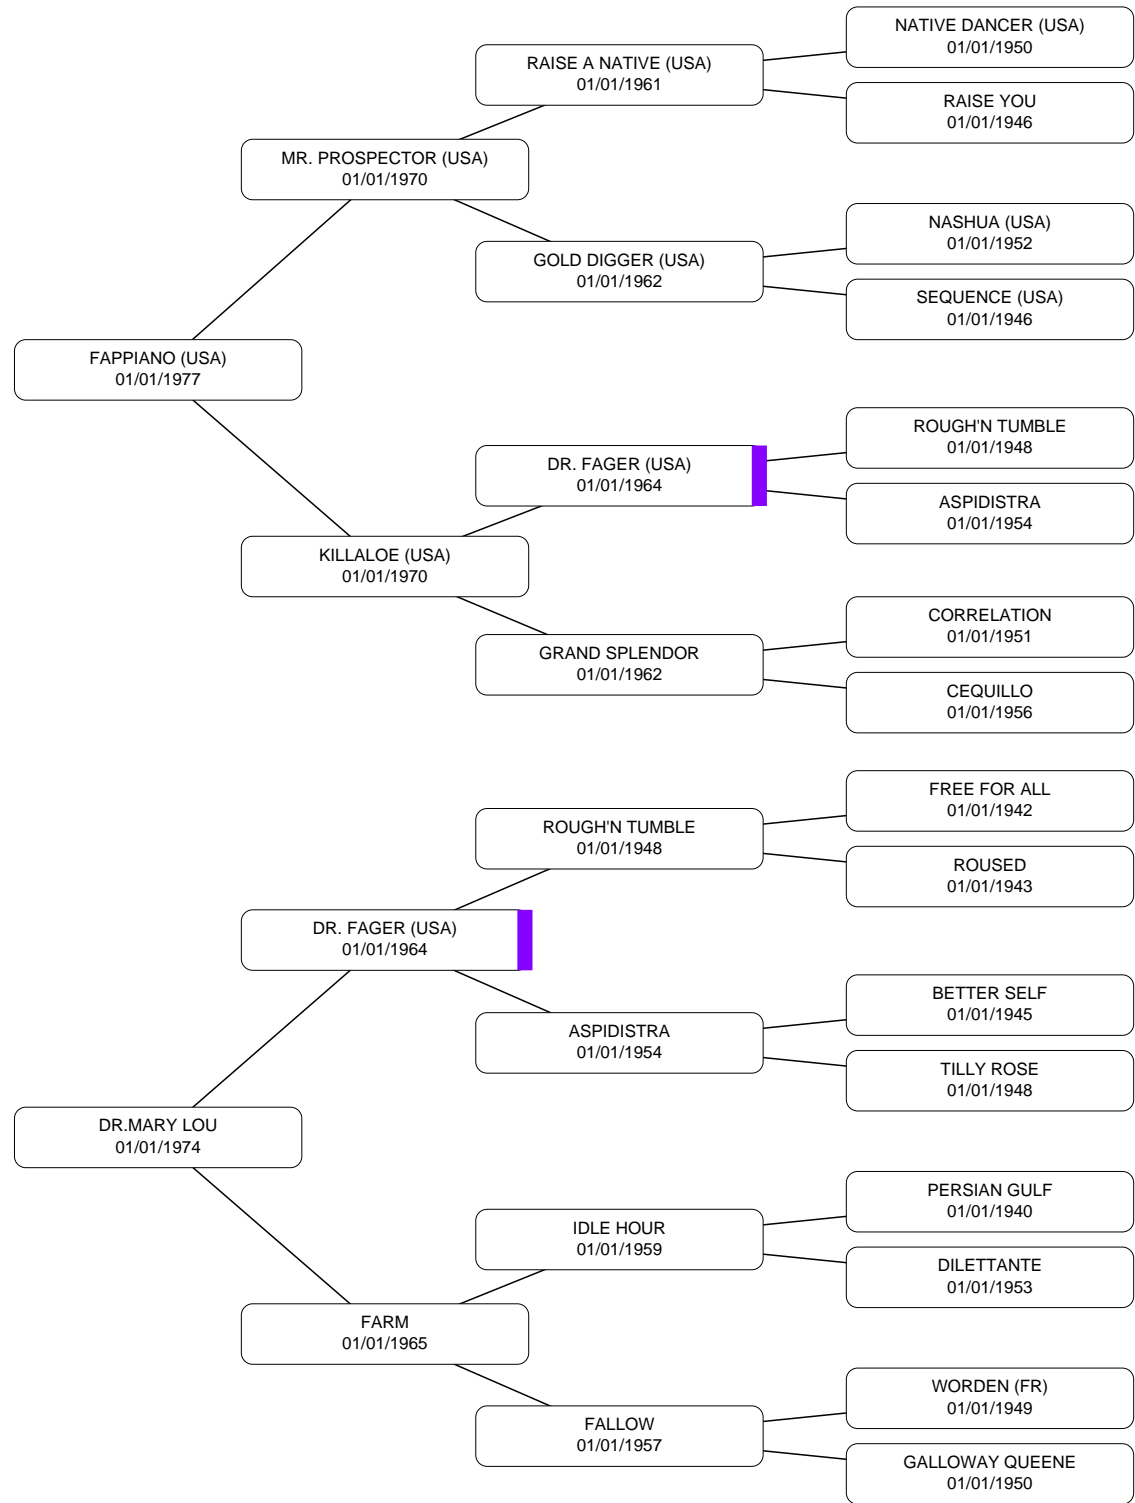 NATIVE DANCER (USA)
01/01/1950
RAISE A NATIVE (USA)
01/01/1961
RAISE YOU
01/01/1946
MR. PROSPECTOR (USA)
01/01/1970
NASHUA (USA)
01/01/1952
GOLD DIGGER (USA)
01/01/1962
SEQUENCE (USA)
01/01/1946
FAPPIANO (USA)
01/01/1977
ROUGH'N TUMBLE
01/01/1948
DR. FAGER (USA)
01/01/1964
ASPIDISTRA
01/01/1954
KILLALOE (USA)
01/01/1970
CORRELATION
01/01/1951
GRAND SPLENDOR
01/01/1962
CEQUILLO
01/01/1956
FREE FOR ALL
01/01/1942
ROUGH'N TUMBLE
01/01/1948
ROUSED
01/01/1943
DR. FAGER (USA)
01/01/1964
BETTER SELF
01/01/1945
ASPIDISTRA
01/01/1954
TILLY ROSE
01/01/1948
DR.MARY LOU
01/01/1974
PERSIAN GULF
01/01/1940
IDLE HOUR
01/01/1959
DILETTANTE
01/01/1953
FARM
01/01/1965
WORDEN (FR)
01/01/1949
FALLOW
01/01/1957
GALLOWAY QUEENE
01/01/1950